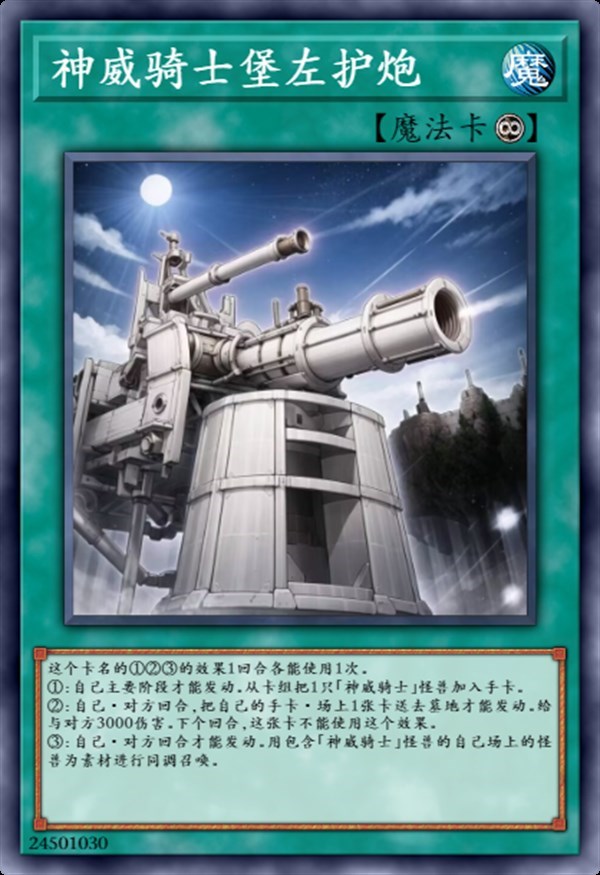 神威骑士堡左护炮
魔
【魔法卡♾】
这个卡名的①②③的效果1回合各能使用1次。
①:自己主要阶段才能发动。从卡组把1只「神威骑士」怪兽加入手卡。
②:自己・对方回合,把自己的手卡・场上1张卡送去墓地才能发动。给
与对方3000伤害。下个回合,这张卡不能使用这个效果。
③:自己・对方回合才能发动。用包含「神威骑士」怪兽的自己场上的怪
兽为素材进行同调召唤。
24501030